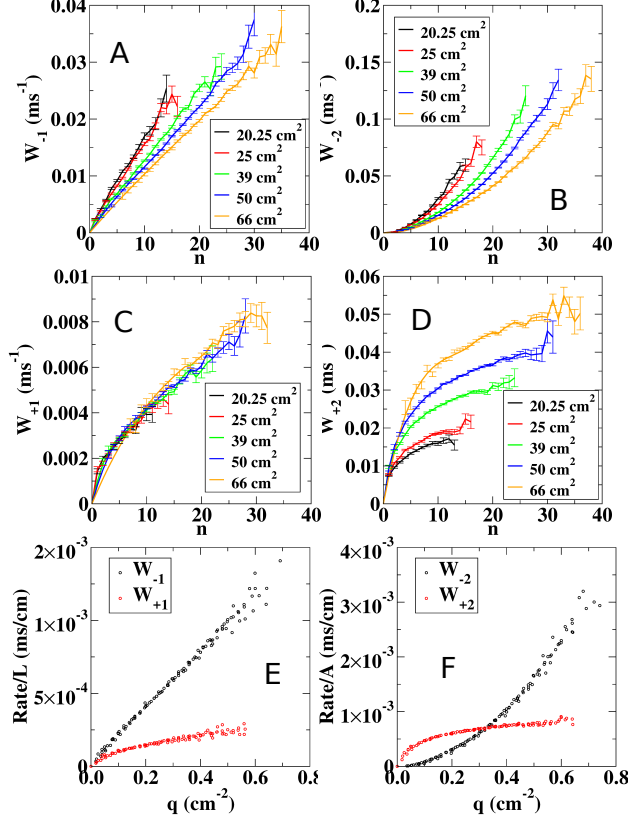 A
W₋₁ (ms⁻¹)
0.04
0.03
0.02
0.01
0.00
20.25 cm²
25 cm²
39 cm²
50 cm²
66 cm²
0 10 20 30 40
n
B
W₋₂ (ms⁻
0.15
0.1
0.05
0.00
20.25 cm²
25 cm²
39 cm²
50 cm²
66 cm²
0 10 20 30 40
n
C
W₊₁ (ms⁻¹)
0.01
0.008
0.006
0.004
0.002
0.000
20.25 cm²
25 cm²
39 cm²
50 cm²
66 cm²
0 10 20 30 40
n
D
W₊₂ (ms⁻
0.06
0.05
0.04
0.03
0.02
0.01
0.00
20.25 cm²
25 cm²
39 cm²
50 cm²
66 cm²
0 10 20 30 40
n
E
Rate/L (ms/cm)
2×10⁻³
1×10⁻³
5×10⁻⁴
0
W₋₁
W₊₁
0.0 0.2 0.4 0.6 0.8
q (cm⁻²)
F
Rate/A (ms/cm)
4×10⁻³
3×10⁻³
2×10⁻³
1×10⁻³
0
W₋₂
W₊₂
0.0 0.2 0.4 0.6 0.8
q (cm⁻²)